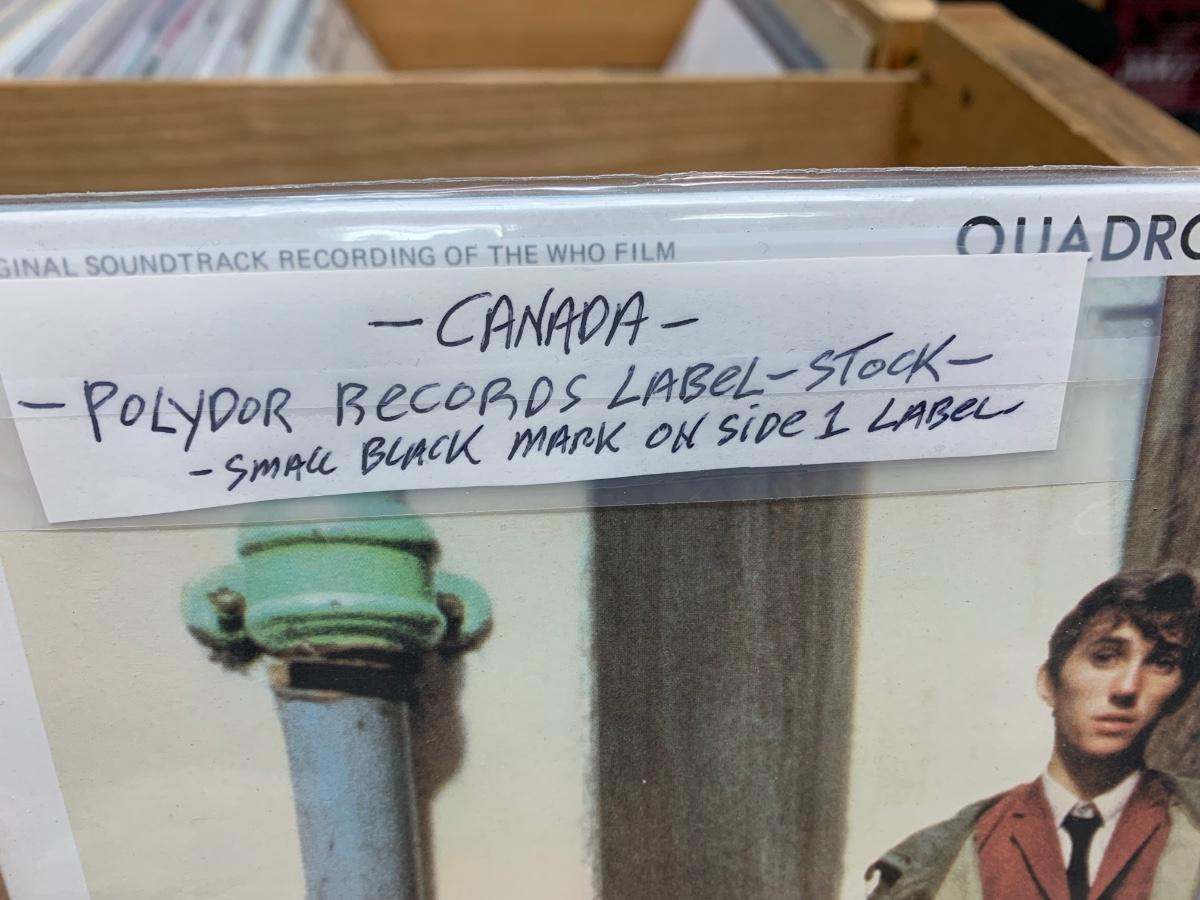 GINAL SOUNDTRACK RECORDING OF THE WHO FILM
QUADRO
-CANADA-
-POLYDOR RECORDS LABEL-STOCK-
-SMALL BLACK MARK ON SIDE 1 LABEL-